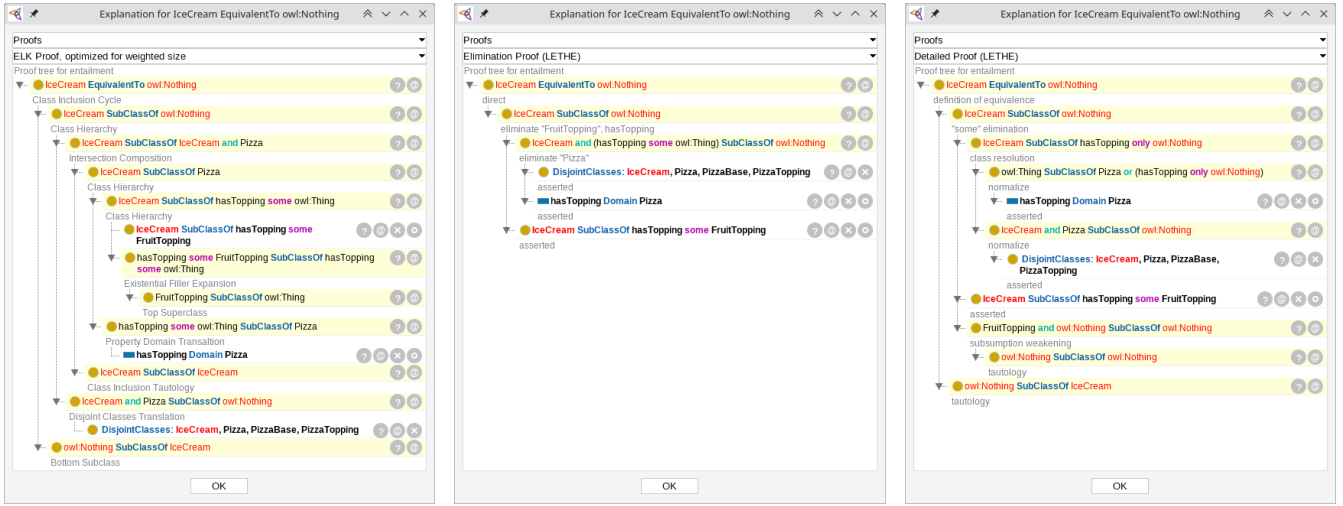 Explanation for IceCream EquivalentTo owl:Nothing
Proofs
ELK Proof, optimized for weighted size
Proof tree for entailment
IceCream EquivalentTo owl:Nothing
Class Inclusion Cycle
IceCream SubClassOf owl:Nothing
Class Hierarchy
IceCream SubClassOf IceCream and Pizza
Intersection Composition
IceCream SubClassOf Pizza
Class Hierarchy
IceCream SubClassOf hasTopping some owl:Thing
Class Hierarchy
IceCream SubClassOf hasTopping some
FruitTopping
hasTopping some FruitTopping SubClassOf hasTopping
some owl:Thing
Existential Filler Expansion
FruitTopping SubClassOf owl:Thing
Top Superclass
hasTopping some owl:Thing SubClassOf Pizza
Property Domain Transaltion
hasTopping Domain Pizza
IceCream SubClassOf IceCream
Class Inclusion Tautology
IceCream and Pizza SubClassOf owl:Nothing
Disjoint Classes Translation
DisjointClasses: IceCream, Pizza, PizzaBase, PizzaTopping
owl:Nothing SubClassOf IceCream
Bottom Subclass
OK
Explanation for IceCream EquivalentTo owl:Nothing
Proofs
Elimination Proof (LETHE)
Proof tree for entailment
IceCream EquivalentTo owl:Nothing
direct
IceCream SubClassOf owl:Nothing
eliminate "FruitTopping", hasTopping
IceCream and (hasTopping some owl:Thing) SubClassOf owl:Nothing
eliminate "Pizza"
DisjointClasses: IceCream, Pizza, PizzaBase, PizzaTopping
asserted
hasTopping Domain Pizza
asserted
IceCream SubClassOf hasTopping some FruitTopping
asserted
OK
Explanation for IceCream EquivalentTo owl:Nothing
Proofs
Detailed Proof (LETHE)
Proof tree for entailment
IceCream EquivalentTo owl:Nothing
definition of equivalence
IceCream SubClassOf owl:Nothing
"some" elimination
IceCream SubClassOf hasTopping only owl:Nothing
class resolution
owl:Thing SubClassOf Pizza or (hasTopping only owl:Nothing)
normalize
hasTopping Domain Pizza
asserted
IceCream and Pizza SubClassOf owl:Nothing
normalize
DisjointClasses: IceCream, Pizza, PizzaBase,
PizzaTopping
asserted
IceCream SubClassOf hasTopping some FruitTopping
asserted
FruitTopping and owl:Nothing SubClassOf owl:Nothing
subsumption weakening
owl:Nothing SubClassOf owl:Nothing
tautology
owl:Nothing SubClassOf IceCream
tautology
OK